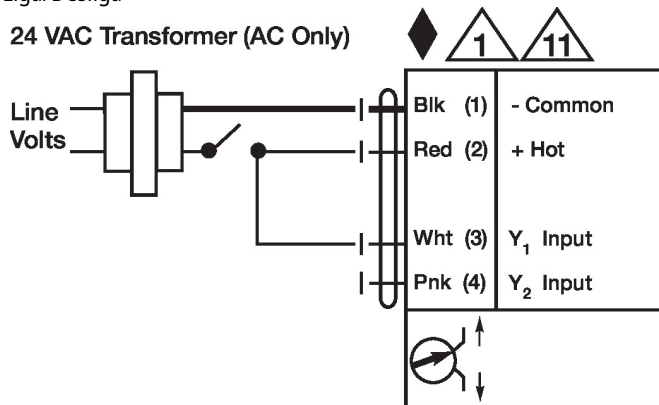 24 VAC Transformer (AC Only)
1
11
Line
Volts
Blk (1) - Common
Red (2) + Hot
Wht (3) Y1 Input
Pnk (4) Y2 Input